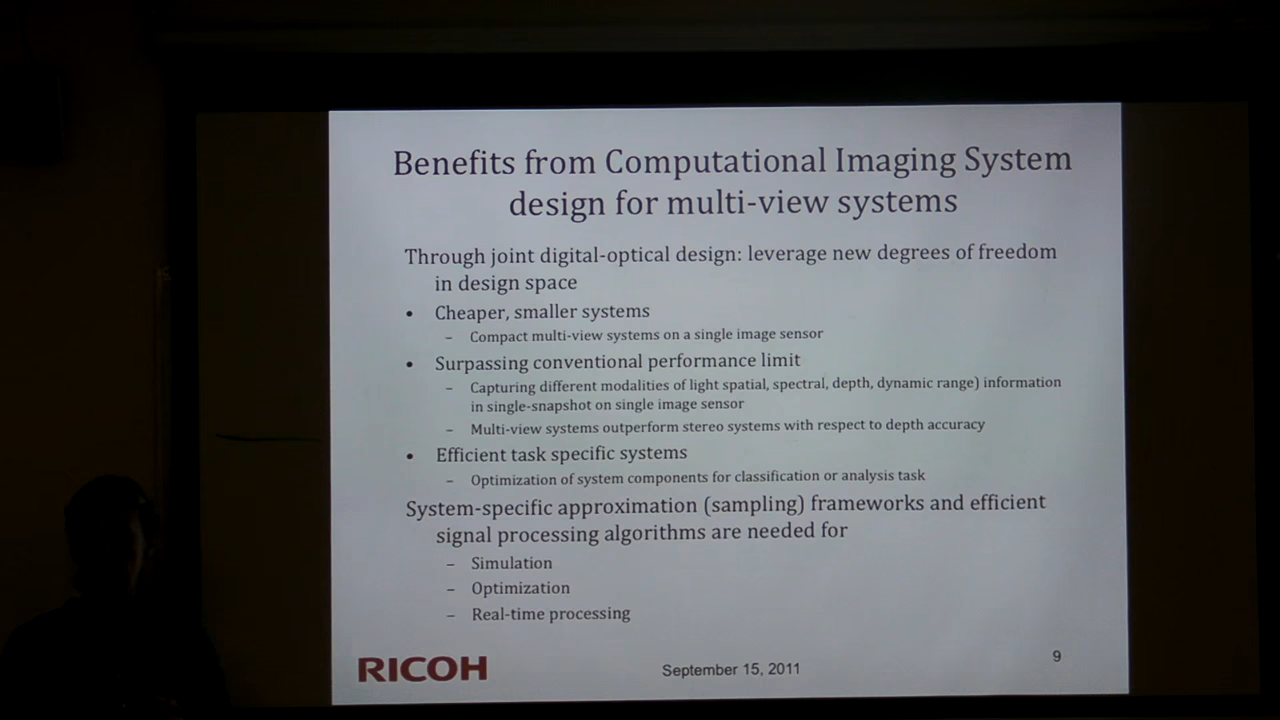 Benefits from Computational Imaging System
design for multi-view systems
Through joint digital-optical design: leverage new degrees of freedom
in design space
• Cheaper, smaller systems
– Compact multi-view systems on a single image sensor
• Surpassing conventional performance limit
– Capturing different modalities of light spatial, spectral, depth, dynamic range) information
in single-snapshot on single image sensor
– Multi-view systems outperform stereo systems with respect to depth accuracy
• Efficient task specific systems
– Optimization of system components for classification or analysis task
System-specific approximation (sampling) frameworks and efficient
signal processing algorithms are needed for
– Simulation
– Optimization
– Real-time processing
RICOH
September 15, 2011
9